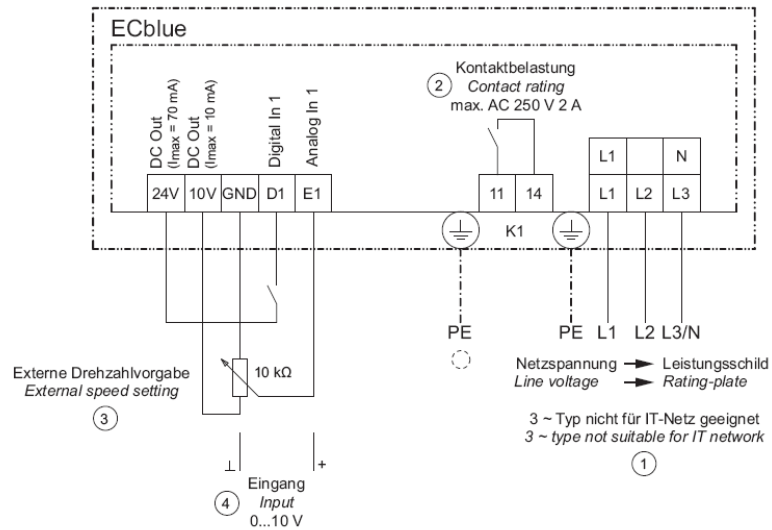 ECblue
DC Out
(Imax = 70 mA)
DC Out
(Imax = 10 mA)
Digital In 1
Analog In 1
24V 10V GND D1 E1
2
Kontaktbelastung
Contact rating
max. AC 250 V 2 A
11 14
K1
L1 N
L1 L2 L3
PE
PE L1 L2 L3/N
Netzspannung Leistungsschild
Line voltage Rating-plate
3 ~ Typ nicht für IT-Netz geeignet
3 ~ type not suitable for IT network
1
Externe Drehzahlvorgabe
External speed setting
3
10 kΩ
⊥ +
4
Eingang
Input
0...10 V